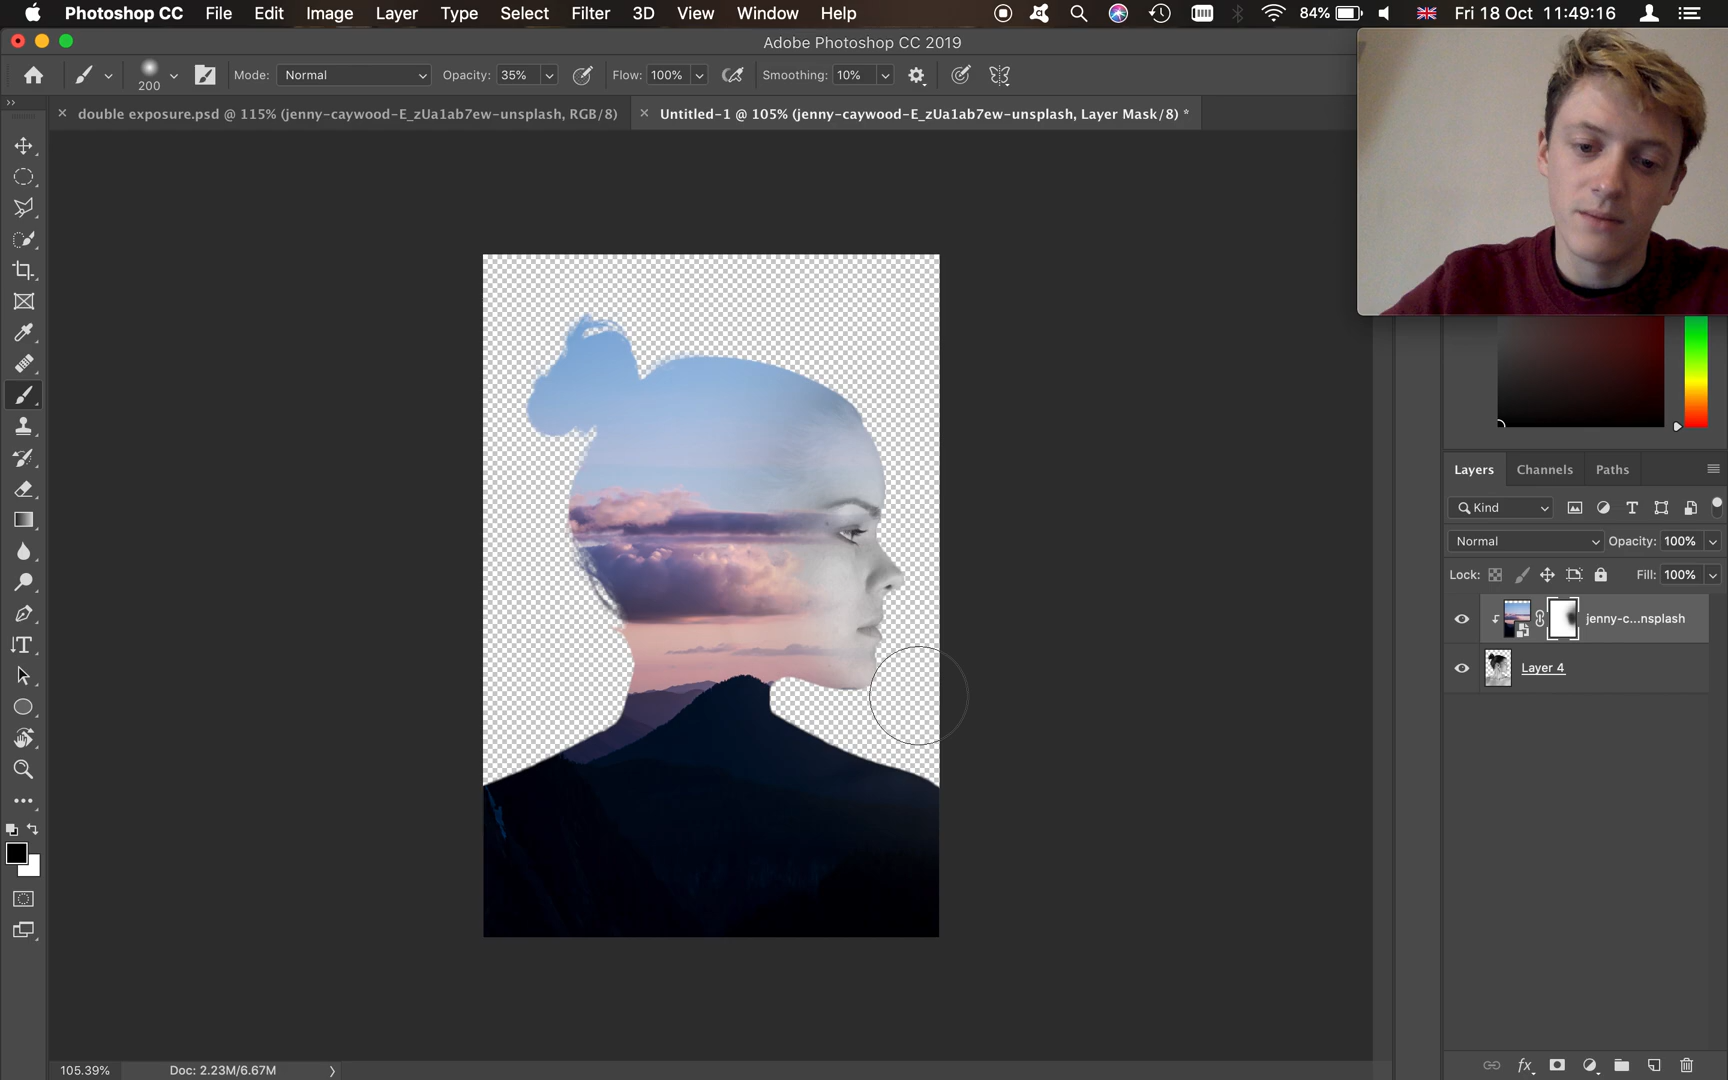 Photoshop CC File Edit Image Layer Type Select Filter 3D View Window Help 84% Fri 18 Oct 11:49:16
Adobe Photoshop CC 2019
200 Mode: Normal Opacity: 35% Flow: 100% Smoothing: 10%
double exposure.psd @ 115% (jenny-caywood-E_zUa1ab7ew-unsplash, RGB/8) Untitled-1 @ 105% (jenny-caywood-E_zUa1ab7ew-unsplash, Layer Mask/8) *
Layers Channels Paths
Kind
Normal Opacity: 100%
Lock: Fill: 100%
jenny-c...nsplash
Layer 4
fx
105.39% Doc: 2.23M/6.67M